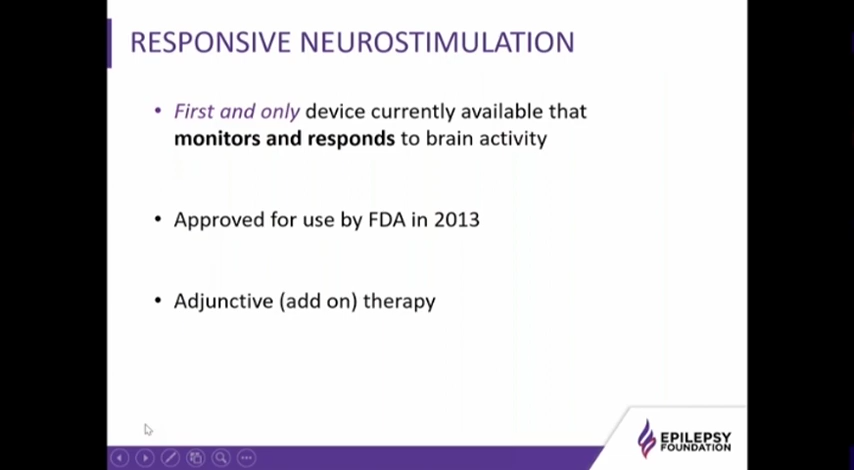 RESPONSIVE NEUROSTIMULATION
• First and only device currently available that
monitors and responds to brain activity
• Approved for use by FDA in 2013
• Adjunctive (add on) therapy
EPILEPSY
FOUNDATION